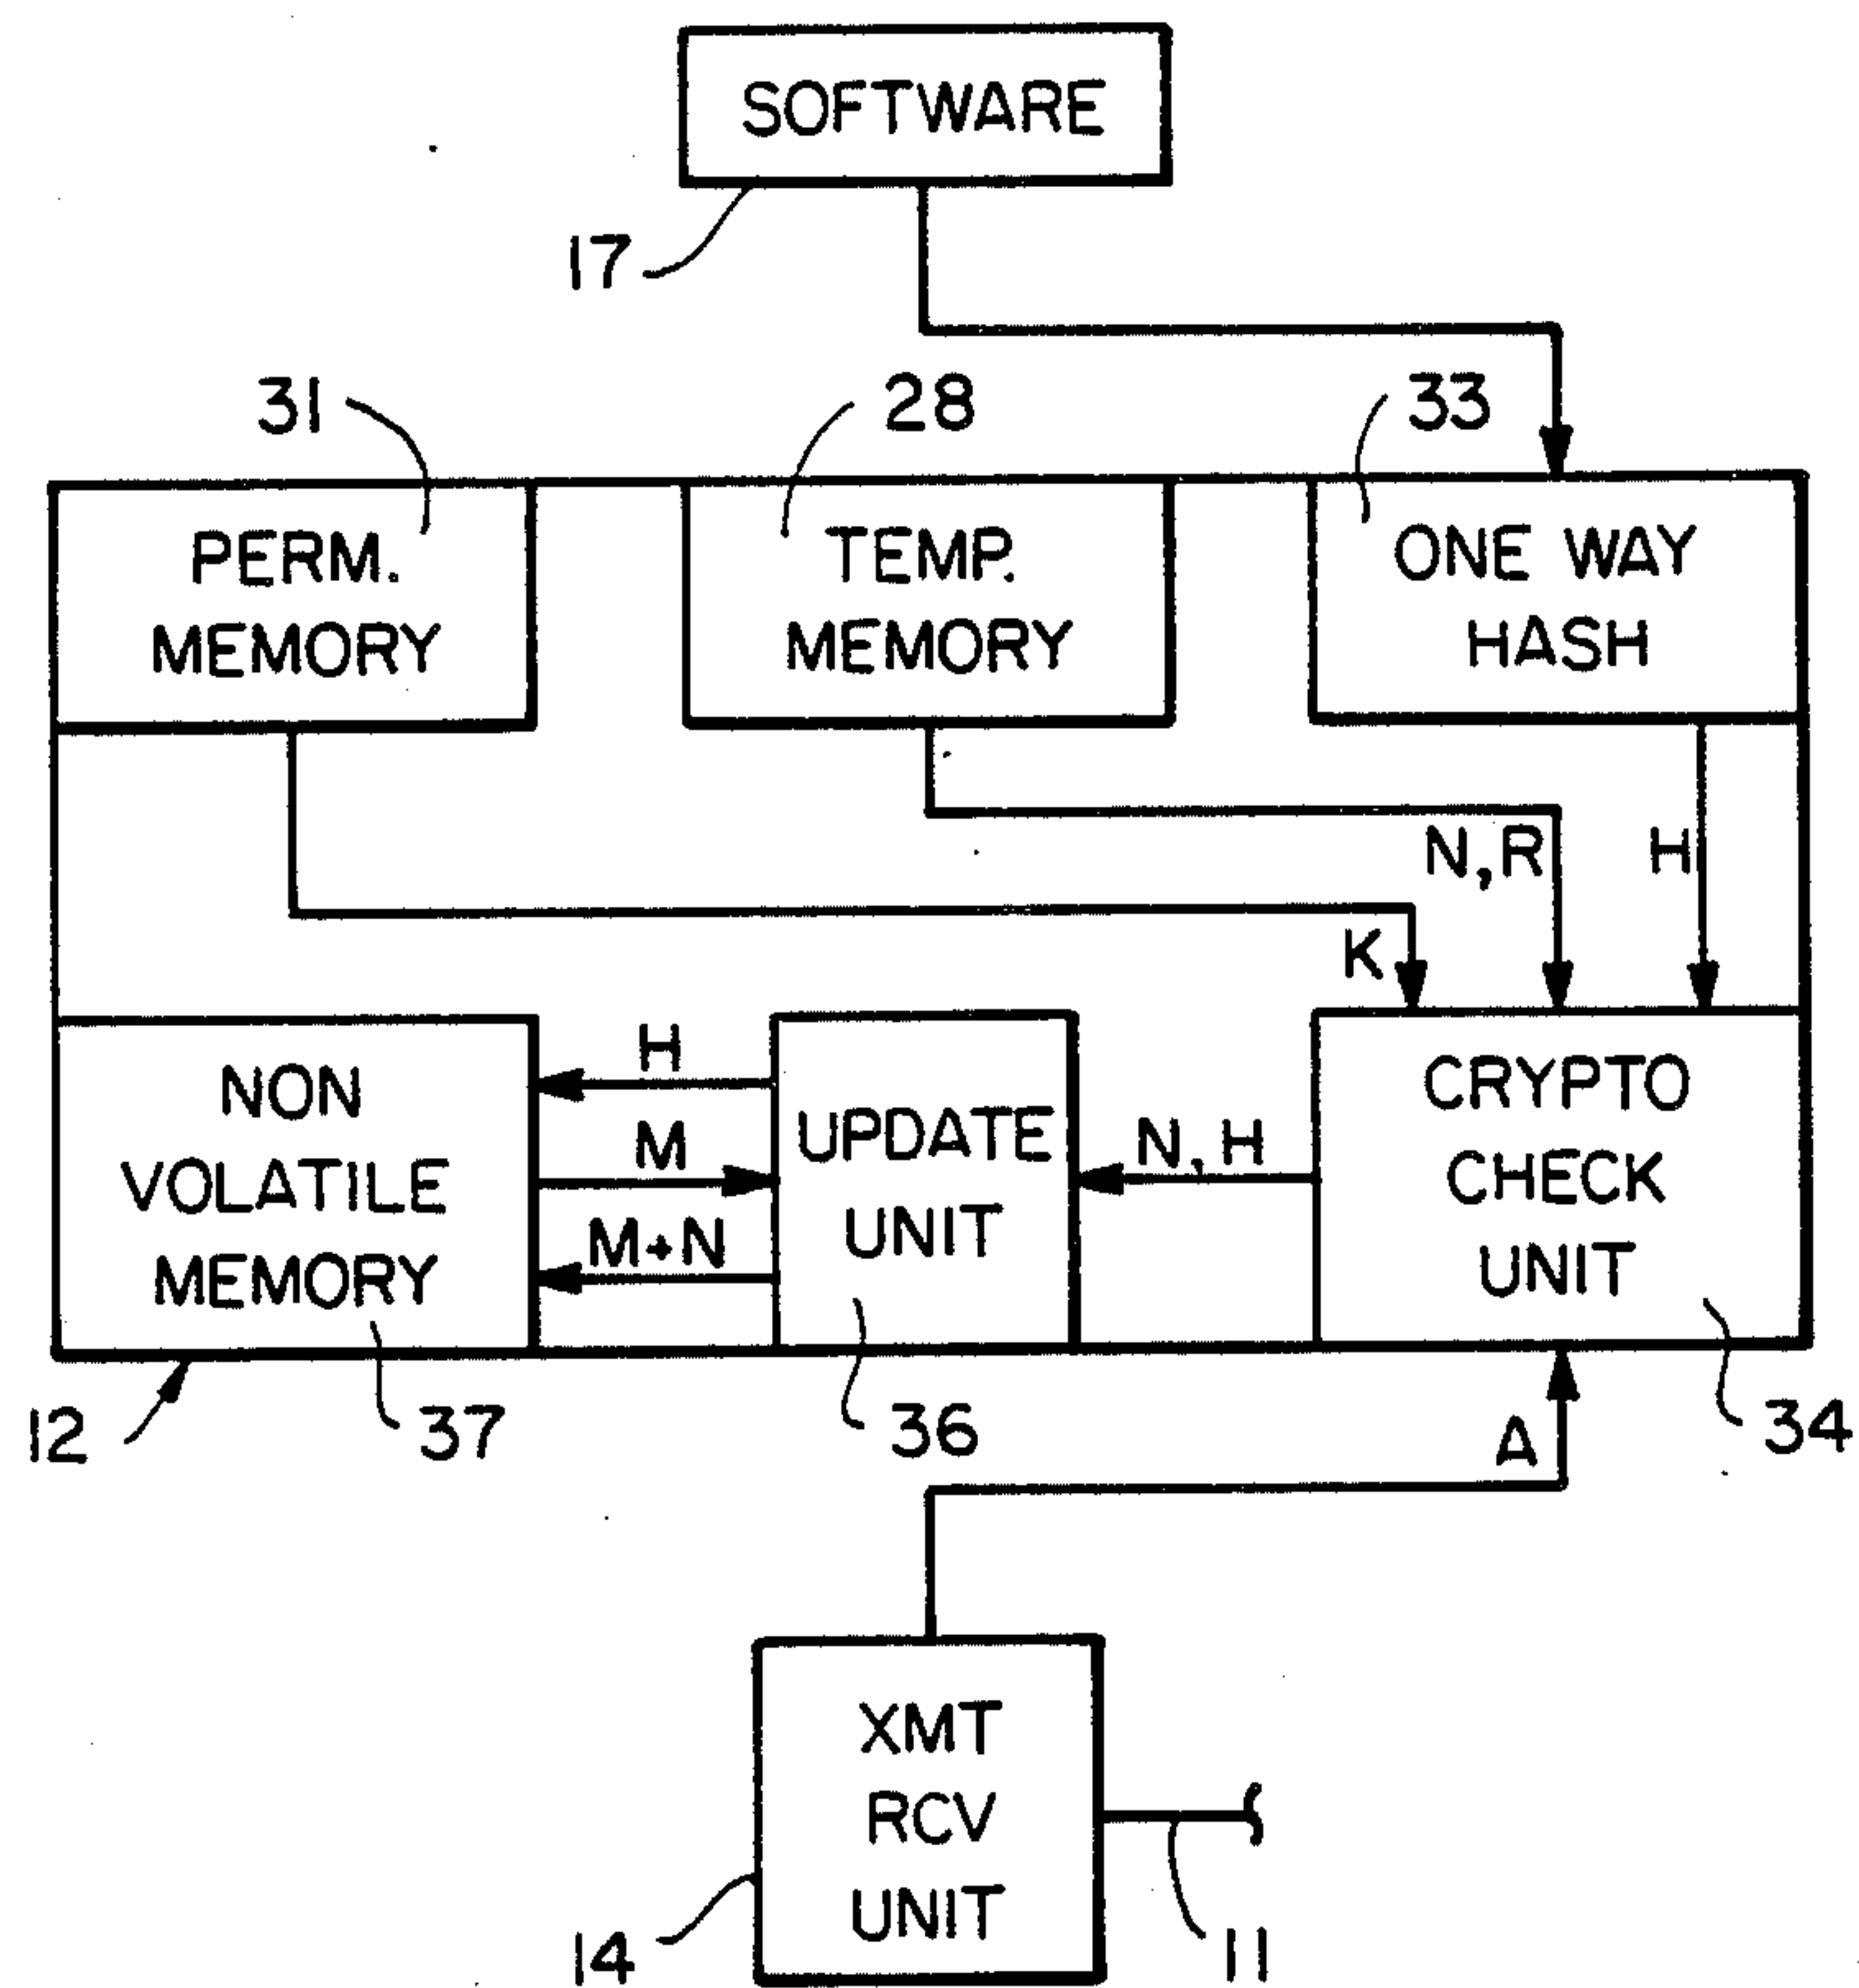 SOFTWARE
17
31
28
33
PERM.
MEMORY
TEMP.
MEMORY
ONE WAY
HASH
N,R
H
K
NON
VOLATILE
MEMORY
H
M
M+N
UPDATE
UNIT
N,H
CRYPTO
CHECK
UNIT
12
37
36
34
A
XMT
RCV
UNIT
14
11